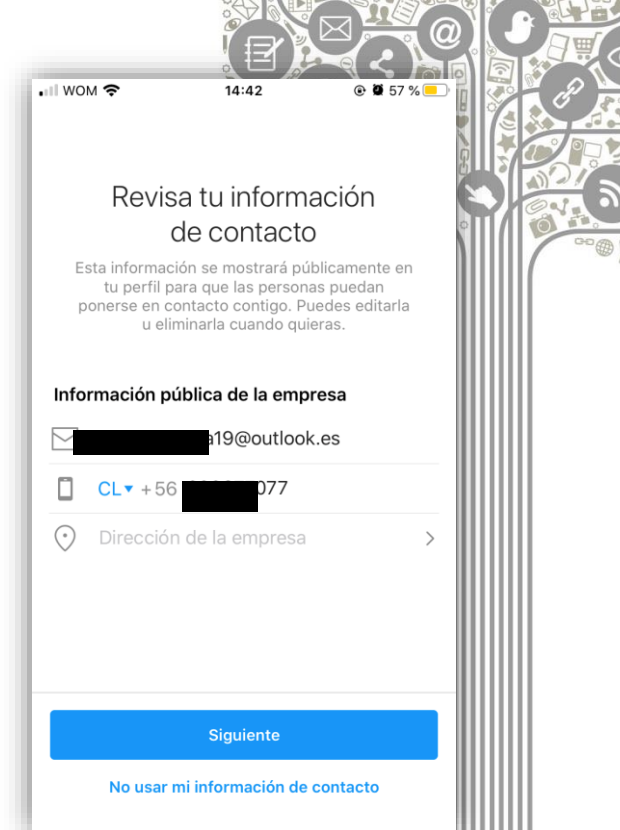 WOM 14:42 57 %
Revisa tu información
de contacto
Esta información se mostrará públicamente en
tu perfil para que las personas puedan
ponerse en contacto contigo. Puedes editarla
u eliminarla cuando quieras.
Información pública de la empresa
a19@outlook.es
CL +56 077
Dirección de la empresa
Siguiente
No usar mi información de contacto